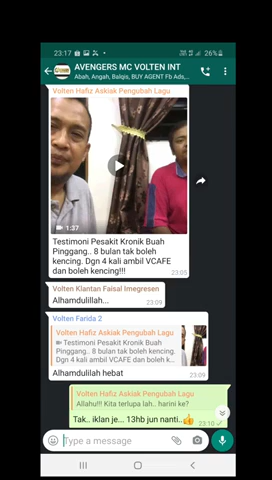 23:17
26%
AVENGERS MC VOLTEN INT
Abah, Angah, Balqis, BUY AGENT Fb Ads,...
Volten Hafiz Askiak Pengubah Lagu
1:37
Testimoni Pesakit Kronik Buah
Pinggang.. 8 bulan tak boleh
kencing. Dgn 4 kali ambil VCAFE
dan boleh kencing!!!
23:05
Volten Klantan Faisal Imegresen
Alhamdulillah...
23:09
Volten Farida 2
Volten Hafiz Askiak Pengubah Lagu
Testimoni Pesakit Kronik Buah
Pinggang.. 8 bulan tak boleh
kencing. Dgn 4 kali ambil VCAFE
dan boleh k...
Alhamdulilah hebat
23:09
Volten Hafiz Askiak Pengubah Lagu
Allahu!!! Kita terlupa lah.. harini ke?
Tak.. iklan je... 13hb jun nanti..👍
23:10
Type a message